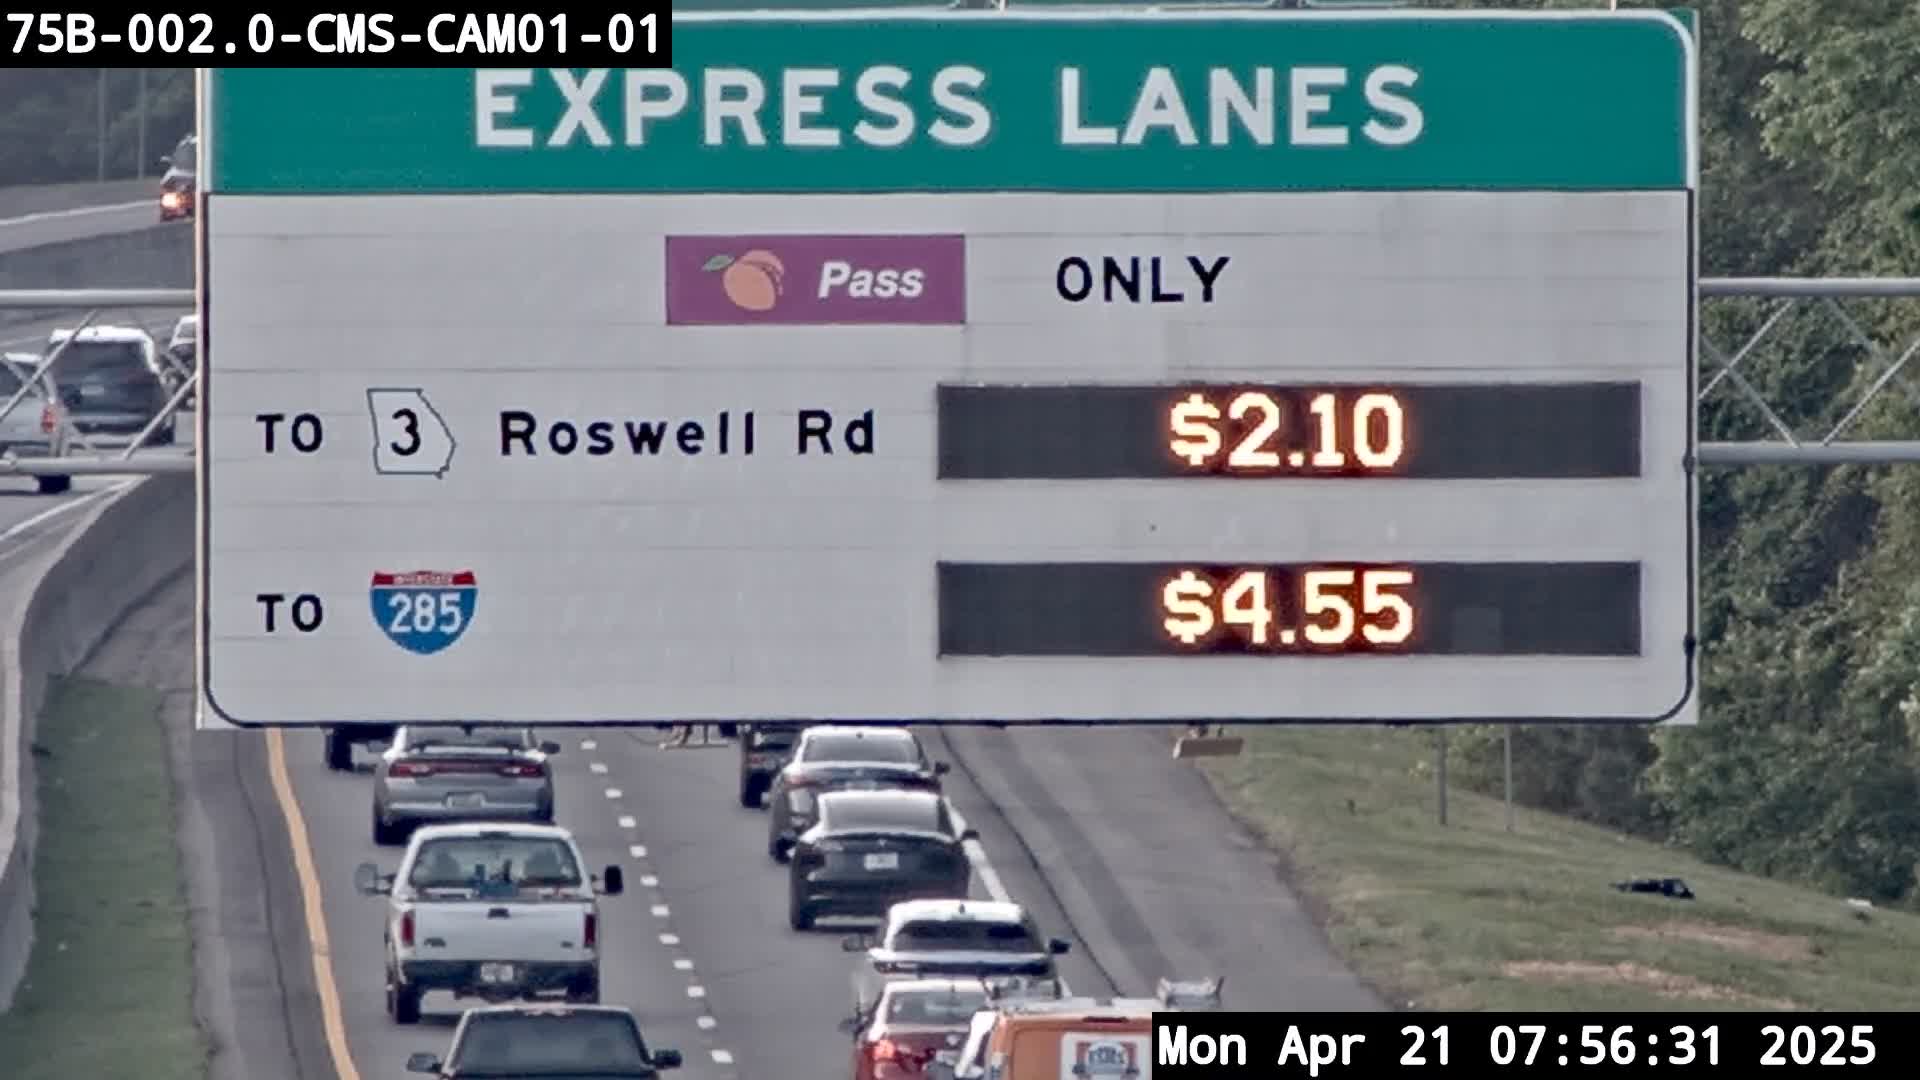 75B-002.0-CMS-CAM01-01
EXPRESS LANES
Pass ONLY
TO 3 Roswell Rd $2.10
INTERSTATE
TO 285 $4.55
Mon Apr 21 07:56:31 2025